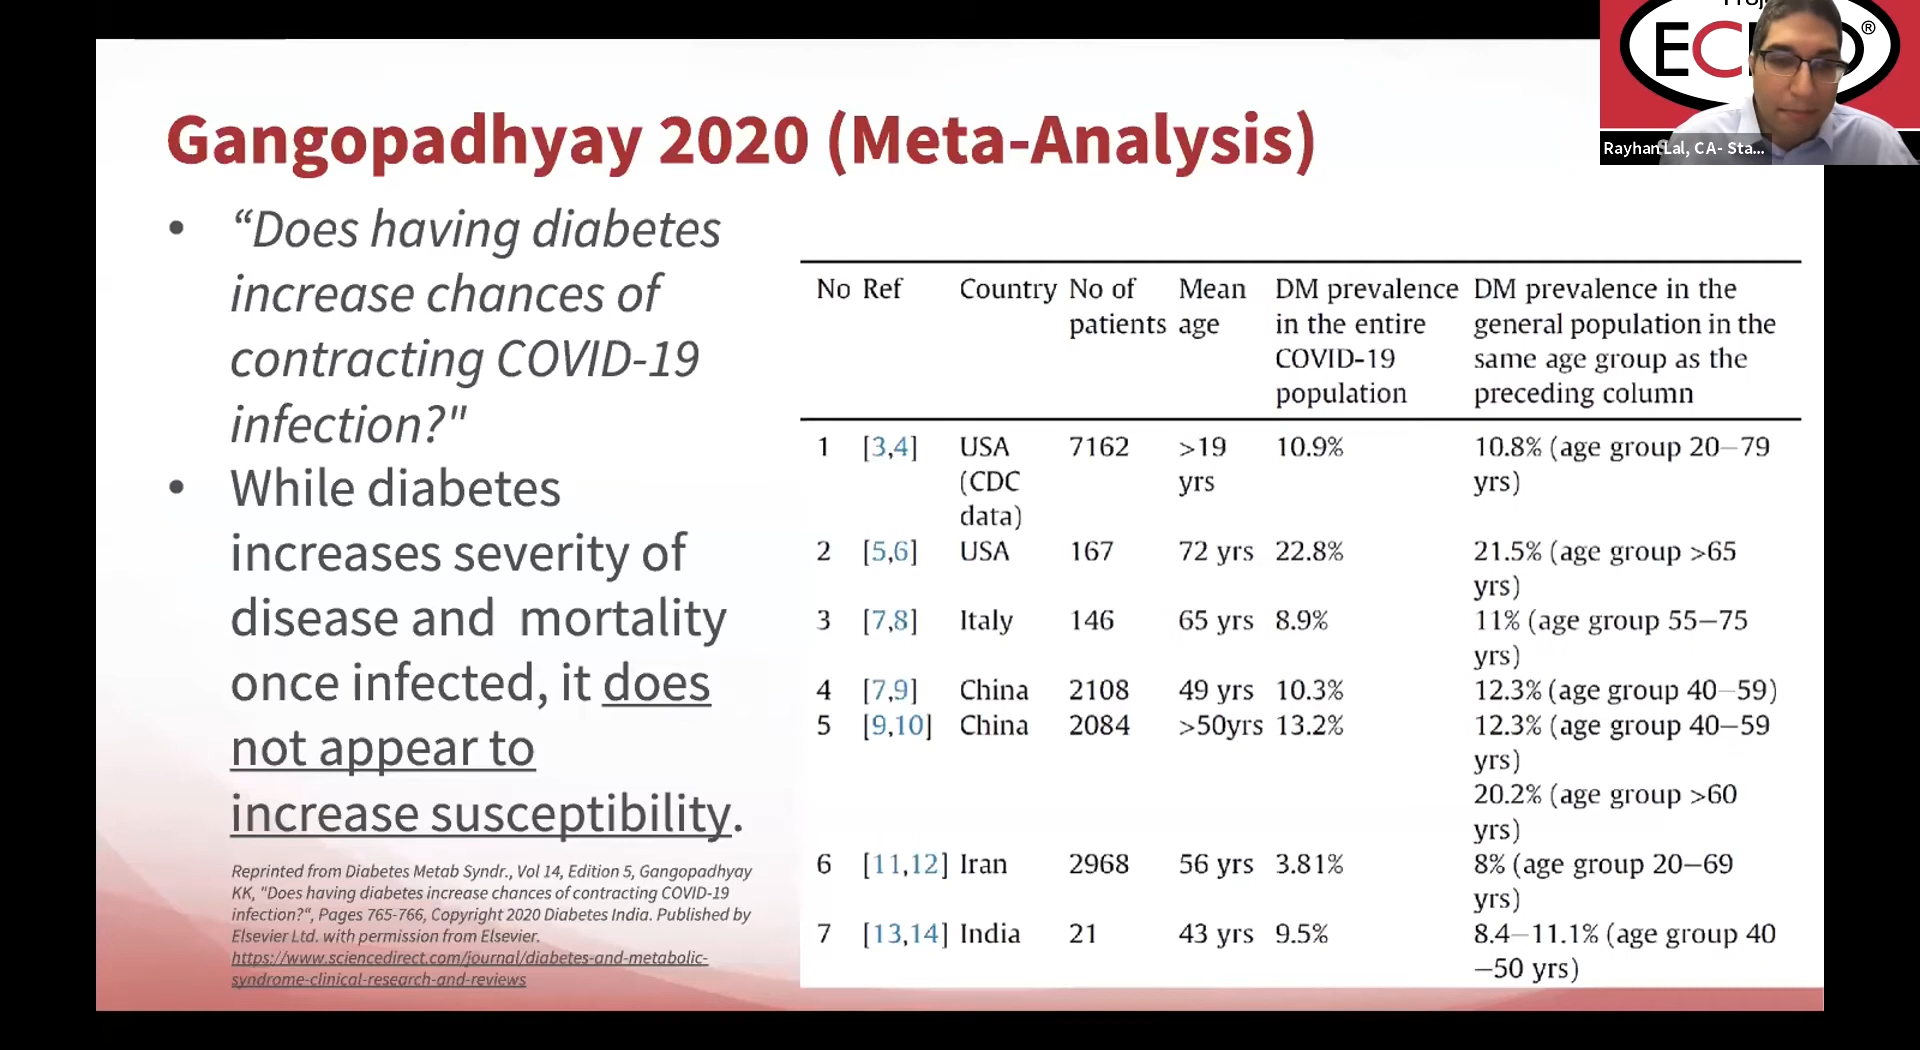 Gangopadhyay 2020 (Meta-Analysis)
• “Does having diabetes
increase chances of
contracting COVID-19
infection?"
• While diabetes
increases severity of
disease and mortality
once infected, it does
not appear to
increase susceptibility.
Reprinted from Diabetes Metab Syndr., Vol 14, Edition 5, Gangopadhyay
KK, "Does having diabetes increase chances of contracting COVID-19
infection?“, Pages 765-766, Copyright 2020 Diabetes India. Published by
Elsevier Ltd. with permission from Elsevier.
https://www.sciencedirect.com/journal/diabetes-and-metabolic-
syndrome-clinical-research-and-reviews
No Ref Country No of Mean DM prevalence DM prevalence in the
patients age in the entire general population in the
COVID-19 same age group as the
population preceding column
1 [3,4] USA 7162 >19 10.9% 10.8% (age group 20–79
(CDC yrs yrs)
data)
2 [5,6] USA 167 72 yrs 22.8% 21.5% (age group >65
yrs)
3 [7,8] Italy 146 65 yrs 8.9% 11% (age group 55–75
yrs)
4 [7,9] China 2108 49 yrs 10.3% 12.3% (age group 40–59)
5 [9,10] China 2084 >50yrs 13.2% 12.3% (age group 40–59
yrs)
20.2% (age group >60
yrs)
6 [11,12] Iran 2968 56 yrs 3.81% 8% (age group 20–69
yrs)
7 [13,14] India 21 43 yrs 9.5% 8.4–11.1% (age group 40
–50 yrs)
®
Rayhan Lal, CA- Sta...